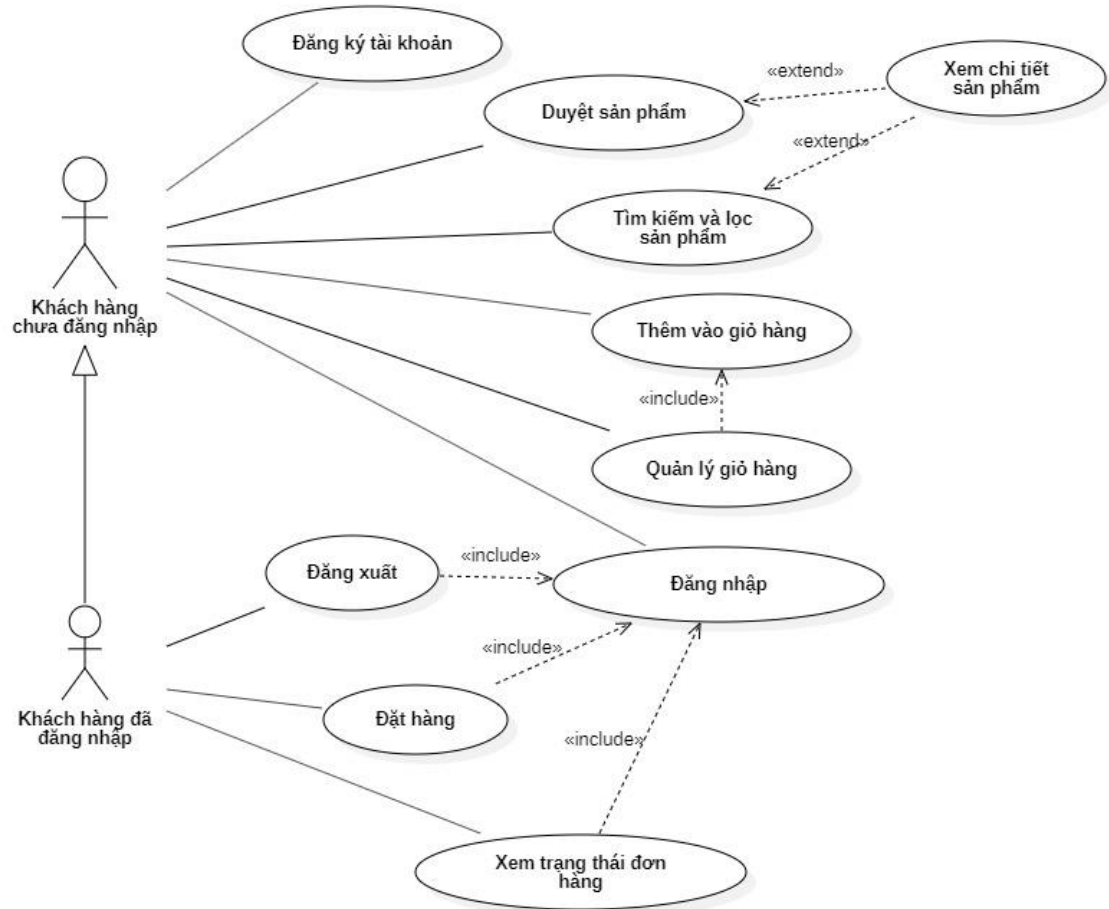 Đăng ký tài khoản
Duyệt sản phẩm
«extend»
Xem chi tiết
sản phẩm
«extend»
Tìm kiếm và lọc
sản phẩm
Khách hàng
chưa đăng nhập
Thêm vào giỏ hàng
«include»
Quản lý giỏ hàng
Đăng xuất
«include»
Đăng nhập
«include»
Khách hàng đã
đăng nhập
Đặt hàng
«include»
Xem trạng thái đơn
hàng